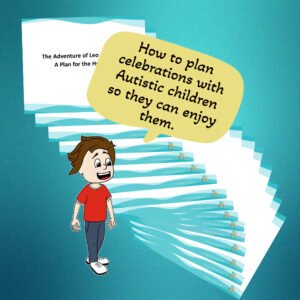 The Adventure of Leo
A Plan for the
How to plan
celebrations with
Autistic children
so they can enjoy
them.